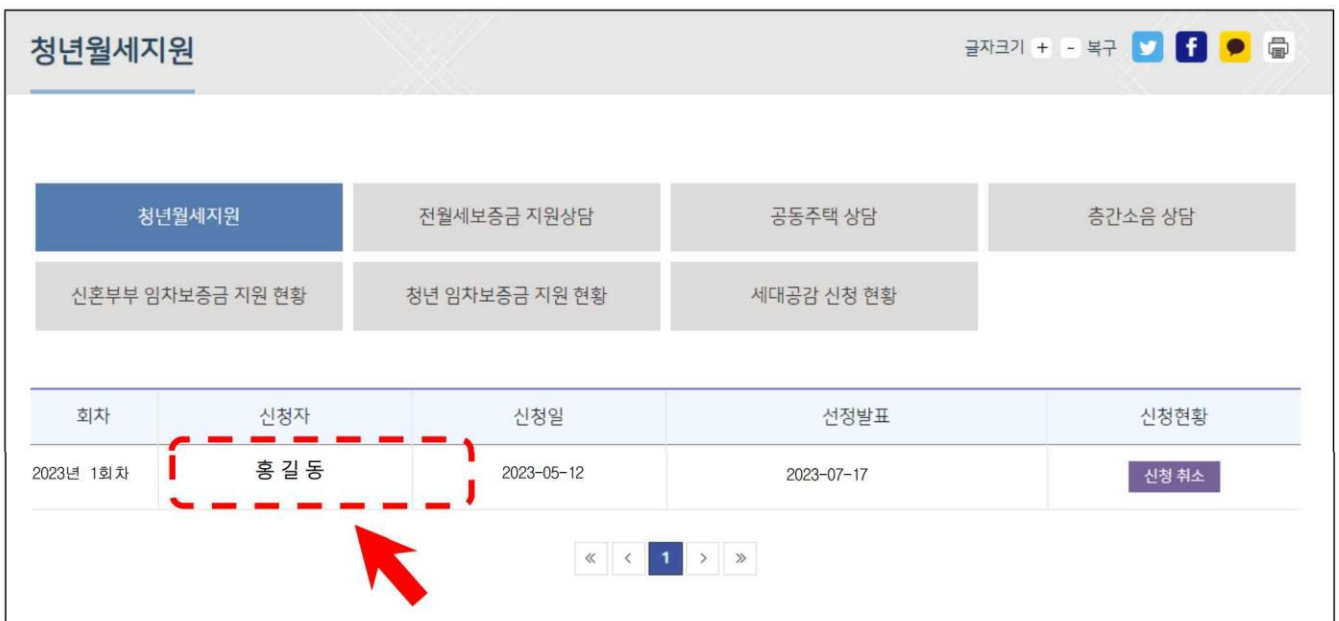 청년월세지원
글자크기 + - 복구
청년월세지원 전월세보증금 지원상담 공동주택 상담 층간소음 상담
신혼부부 임차보증금 지원 현황 청년 임차보증금 지원 현황 세대공감 신청 현황
회차 신청자 신청일 선정발표 신청현황
2023년 1회차 홍길동 2023-05-12 2023-07-17 신청 취소
« < 1 > »